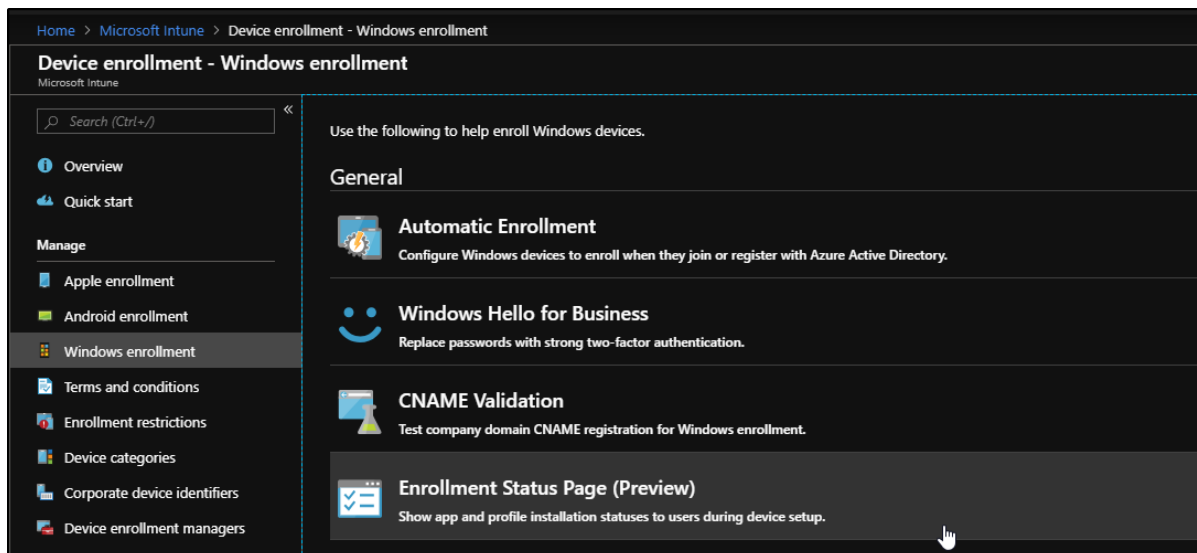 Home > Microsoft Intune > Device enrollment - Windows enrollment
Device enrollment - Windows enrollment
Microsoft Intune
Search (Ctrl+/)
«
Overview
Quick start
Manage
Apple enrollment
Android enrollment
Windows enrollment
Terms and conditions
Enrollment restrictions
Device categories
Corporate device identifiers
Device enrollment managers
Use the following to help enroll Windows devices.
General
Automatic Enrollment
Configure Windows devices to enroll when they join or register with Azure Active Directory.
Windows Hello for Business
Replace passwords with strong two-factor authentication.
CNAME Validation
Test company domain CNAME registration for Windows enrollment.
Enrollment Status Page (Preview)
Show app and profile installation statuses to users during device setup.